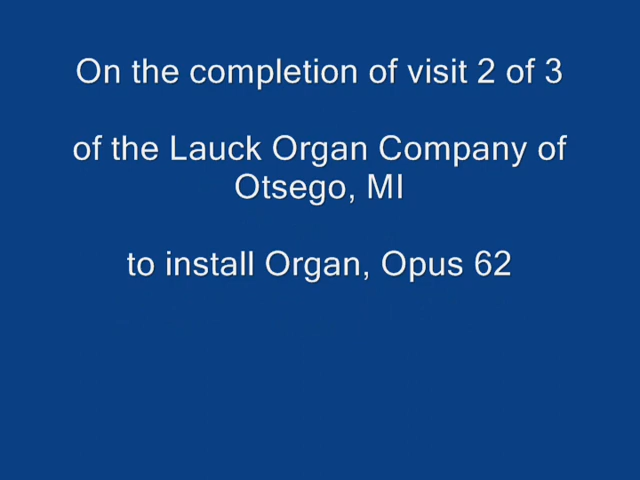 On the completion of visit 2 of 3
of the Lauck Organ Company of
Otsego, MI
to install Organ, Opus 62